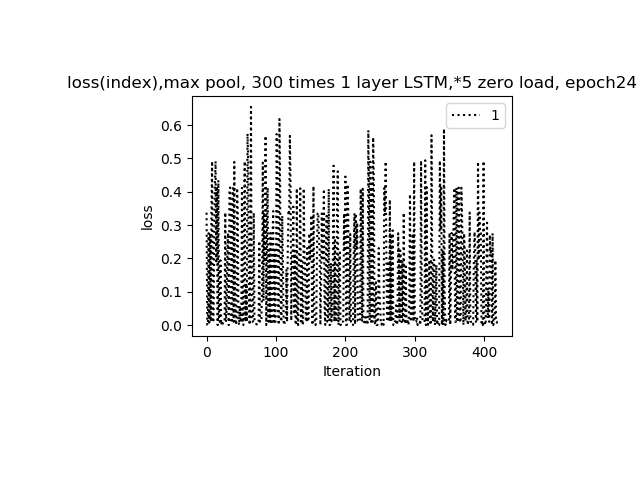 loss(index),max pool, 300 times 1 layer LSTM,*5 zero load, epoch24
1
0.6
0.5
0.4
0.3
0.2
0.1
0.0
loss
0 100 200 300 400
Iteration